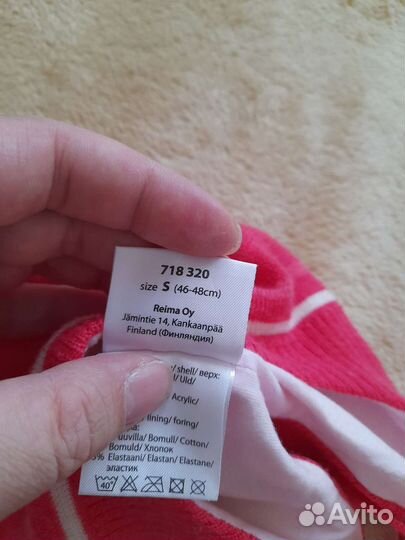 718 320
size S (46-48cm)
Reima Oy
Jämintie 14, Kankaanpää
Finland (Финляндия)
/ shell/ верх:
/ Uld/
Acrylic/
lining/ foring/
uuvilla/ Bomull/ Cotton/
Bomuld/ Хлопок
% Elastaani/ Elastan/ Elastane/
эластик
40°
Avito